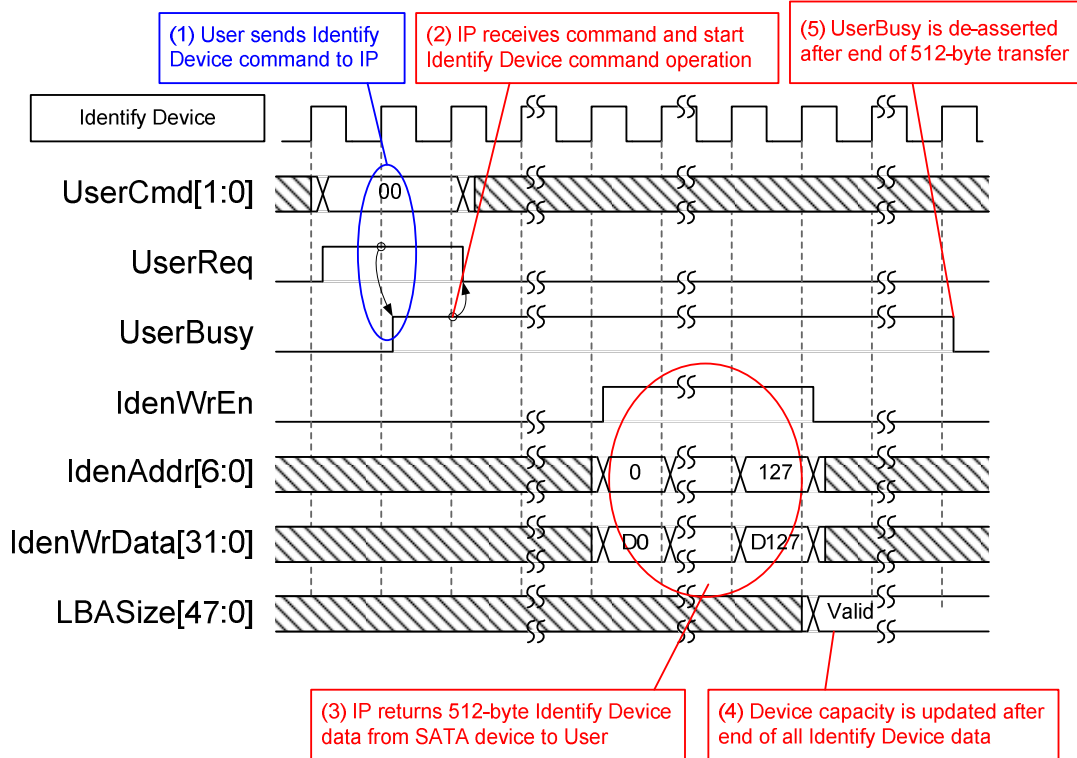 (1) User sends Identify
Device command to IP
(2) IP receives command and start
Identify Device command operation
(5) UserBusy is de-asserted
after end of 512-byte transfer
Identify Device
UserCmd[1:0]
00
UserReq
UserBusy
IdenWrEn
IdenAddr[6:0]
0
127
IdenWrData[31:0]
D0
D127
LBASize[47:0]
Valid
(3) IP returns 512-byte Identify Device
data from SATA device to User
(4) Device capacity is updated after
end of all Identify Device data